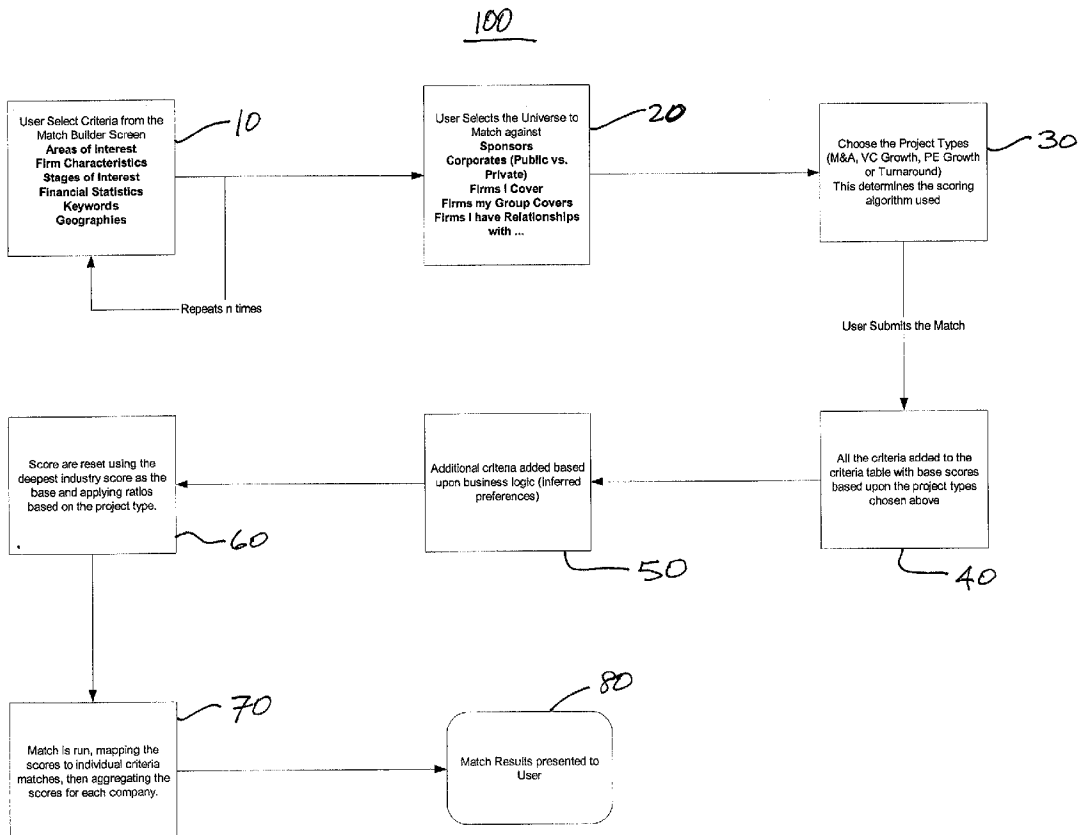 100
User Select Criteria from the
Match Builder Screen
Areas of Interest
Firm Characteristics
Stages of Interest
Financial Statistics
Keywords
Geographies
10
User Selects the Universe to
Match against
Sponsors
Corporates (Public vs.
Private)
Firms I Cover
Firms my Group Covers
Firms I have Relationships
with ...
20
Choose the Project Types
(M&A, VC Growth, PE Growth
or Turnaround)
This determines the scoring
algorithm used
30
Repeats n times
User Submits the Match
Score are reset using the
deepest industry score as the
base and applying ratios
based on the project type.
60
Additional criteria added based
upon business logic (inferred
preferences)
50
All the criteria added to the
criteria table with base scores
based upon the project types
chosen above
40
Match is run, mapping the
scores to individual criteria
matches, then aggregating the
scores for each company.
70
Match Results presented to
User
80